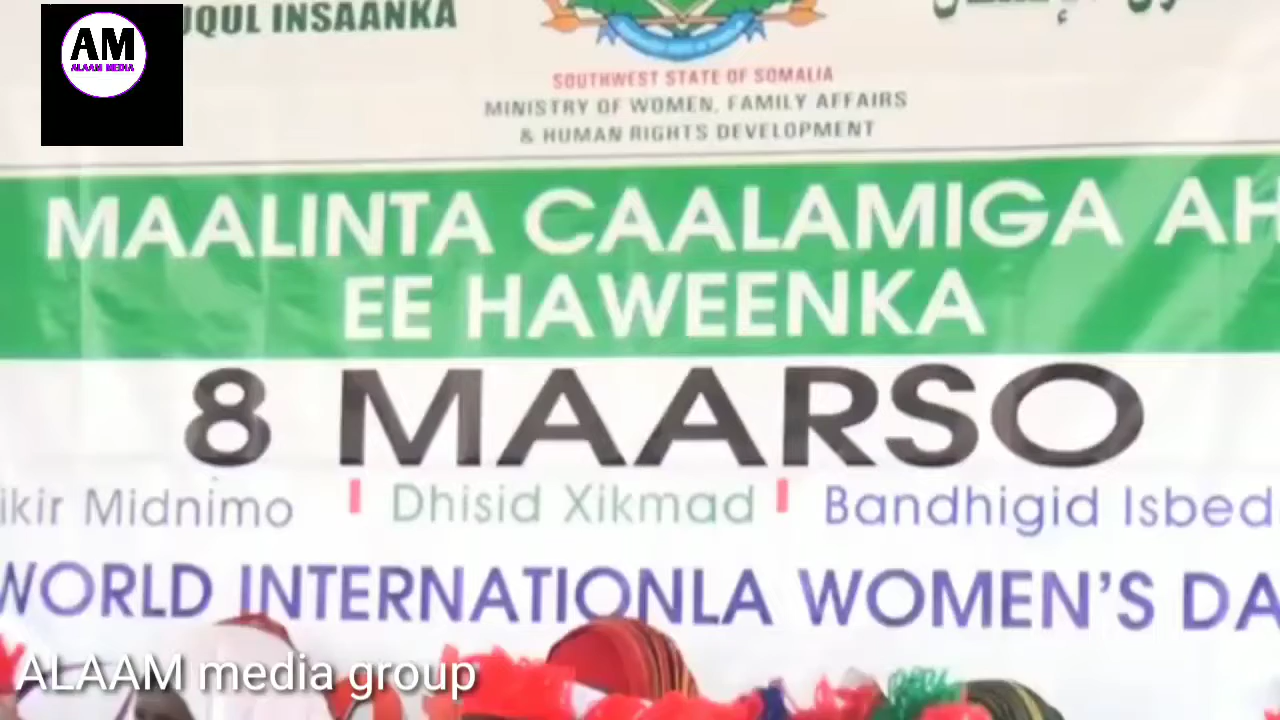 AM
ALAAM MEDIA
UQUL INSAANKA
SOUTHWEST STATE OF SOMALIA
MINISTRY OF WOMEN, FAMILY AFFAIRS
& HUMAN RIGHTS DEVELOPMENT
MAALINTA CAALAMIGA AH
EE HAWEENKA
8 MAARSO
ikir Midnimo Dhisid Xikmad Bandhigid Isbed
WORLD INTERNATIONLA WOMEN'S DA
ALAAM media group